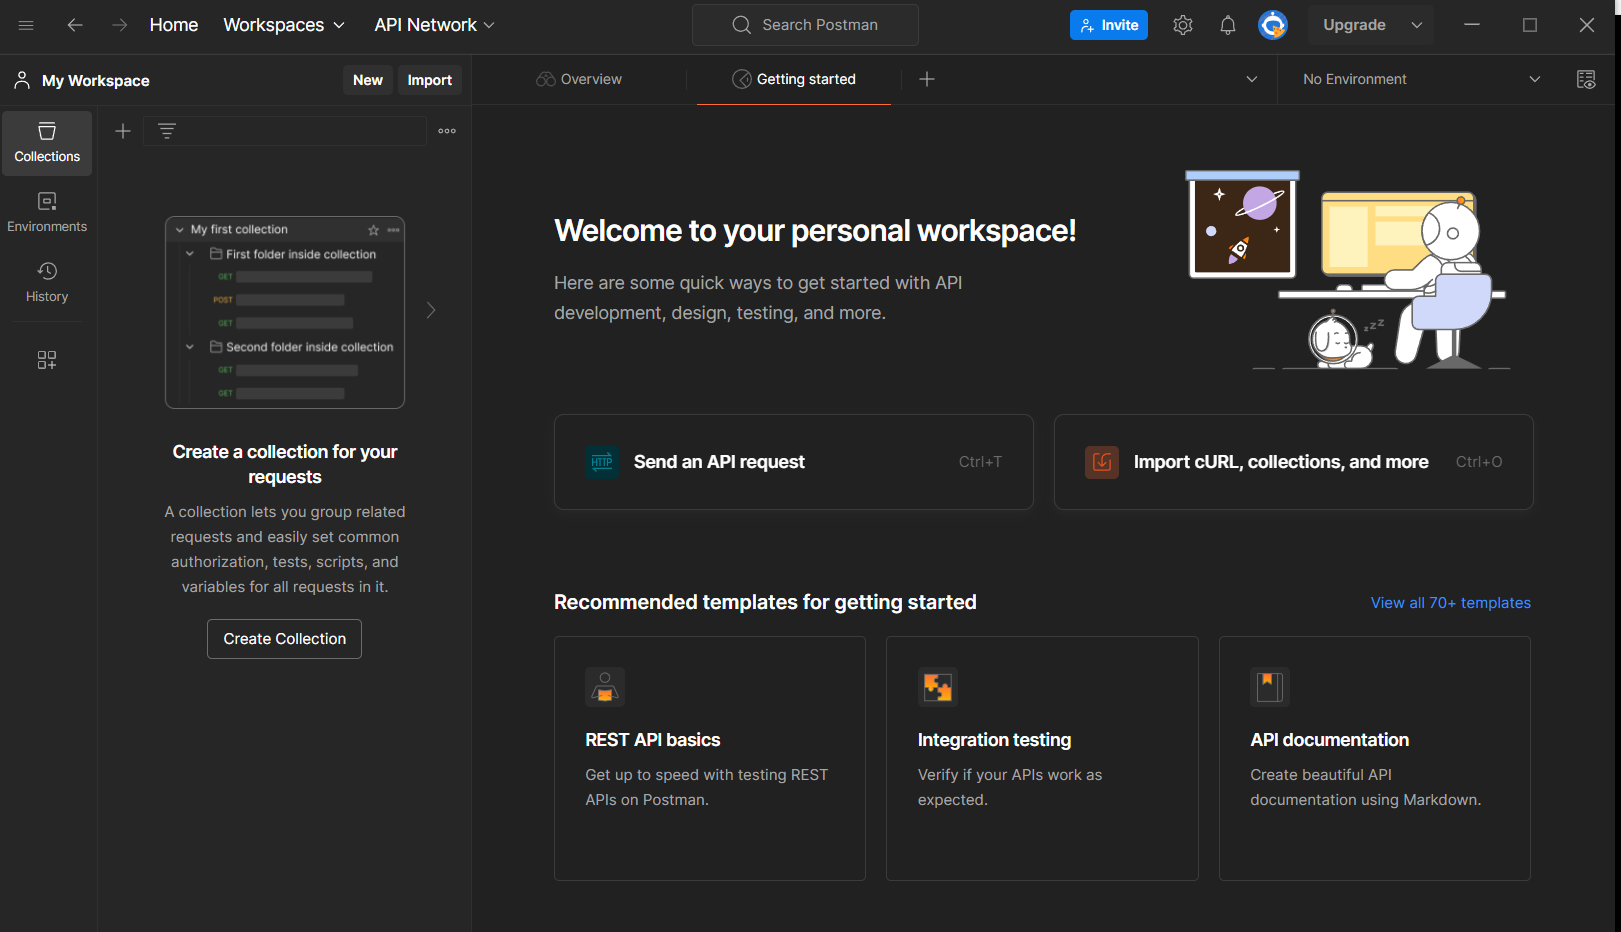 Home
Workspaces
API Network
Search Postman
Invite
Upgrade
My Workspace
New
Import
Overview
Getting started
No Environment
Collections
Environments
History
My first collection
First folder inside collection
GET
POST
GET
Second folder inside collection
GET
GET
Create a collection for your
requests
A collection lets you group related
requests and easily set common
authorization, tests, scripts, and
variables for all requests in it.
Create Collection
Welcome to your personal workspace!
Here are some quick ways to get started with API
development, design, testing, and more.
z z z
HTTP
Send an API request
Ctrl+T
Import cURL, collections, and more
Ctrl+O
Recommended templates for getting started
View all 70+ templates
REST API basics
Get up to speed with testing REST
APIs on Postman.
Integration testing
Verify if your APIs work as
expected.
API documentation
Create beautiful API
documentation using Markdown.